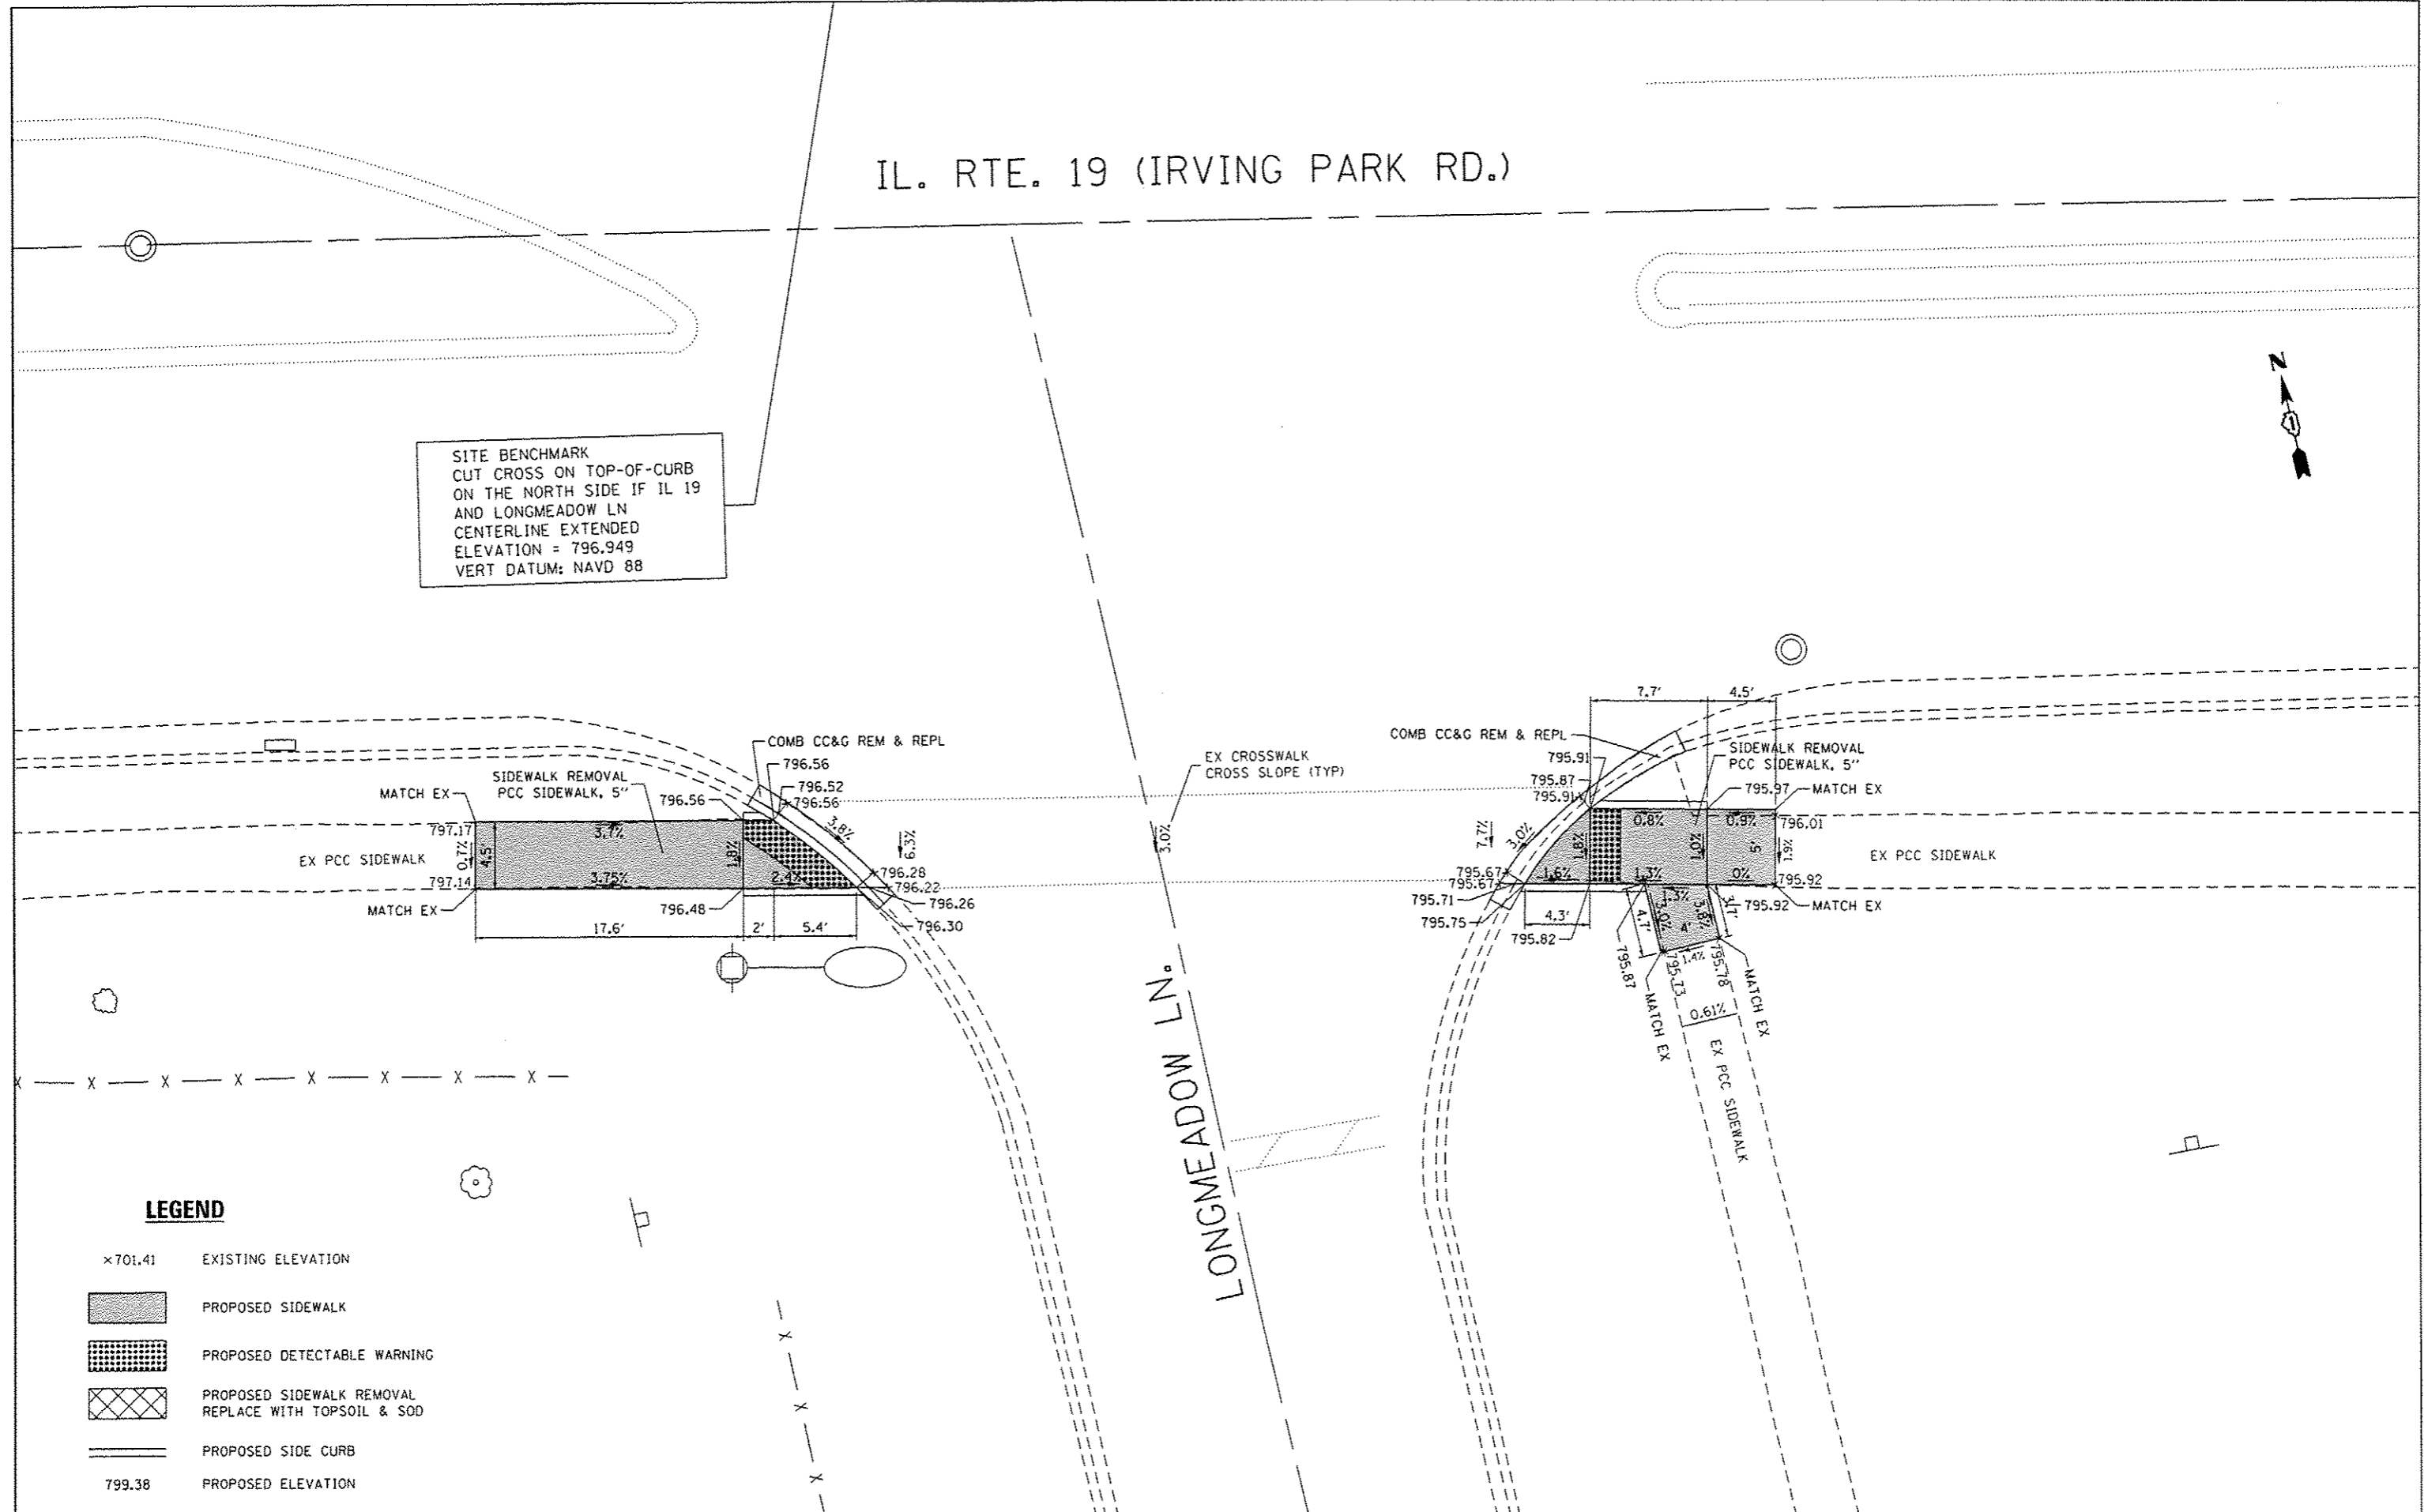 IL. RTE. 19 (IRVING PARK RD.)
N
SITE BENCHMARK
CUT CROSS ON TOP-OF-CURB
ON THE NORTH SIDE IF IL 19
AND LONGMEADOW LN
CENTERLINE EXTENDED
ELEVATION = 796.949
VERT DATUM: NAVD 88
COMB CC&G REM & REPL
796.56
796.52
796.56
796.56
SIDEWALK REMOVAL
PCC SIDEWALK, 5"
MATCH EX
797.17
3.7%
3.8%
6.3%
0.7%
4.5'
1.8%
EX PCC SIDEWALK
797.14
3.75%
2.4%
796.28
796.22
796.26
796.30
MATCH EX
796.48
17.6'
2'
5.4'
EX CROSSWALK
CROSS SLOPE (TYP)
3.0%
LONGMEADOW LN.
7.7'
4.5'
COMB CC&G REM & REPL
795.91
795.87
795.91
SIDEWALK REMOVAL
PCC SIDEWALK, 5"
795.97
MATCH EX
796.01
7.7%
3.0%
0.8%
0.9%
1.8%
1.0%
5'
1.9%
EX PCC SIDEWALK
795.67
795.67
795.71
795.75
1.6%
1.3%
0%
795.92
795.92
MATCH EX
4.3'
795.82
1.3%
4.7'
3.0%
3.8%
3.7'
4'
1.4%
795.87
795.73
795.78
MATCH EX
MATCH EX
0.61%
EX PCC SIDEWALK
X X X X X X X X
X
X
X
LEGEND
×701.41 EXISTING ELEVATION
PROPOSED SIDEWALK
PROPOSED DETECTABLE WARNING
PROPOSED SIDEWALK REMOVAL
REPLACE WITH TOPSOIL & SOD
PROPOSED SIDE CURB
799.38 PROPOSED ELEVATION